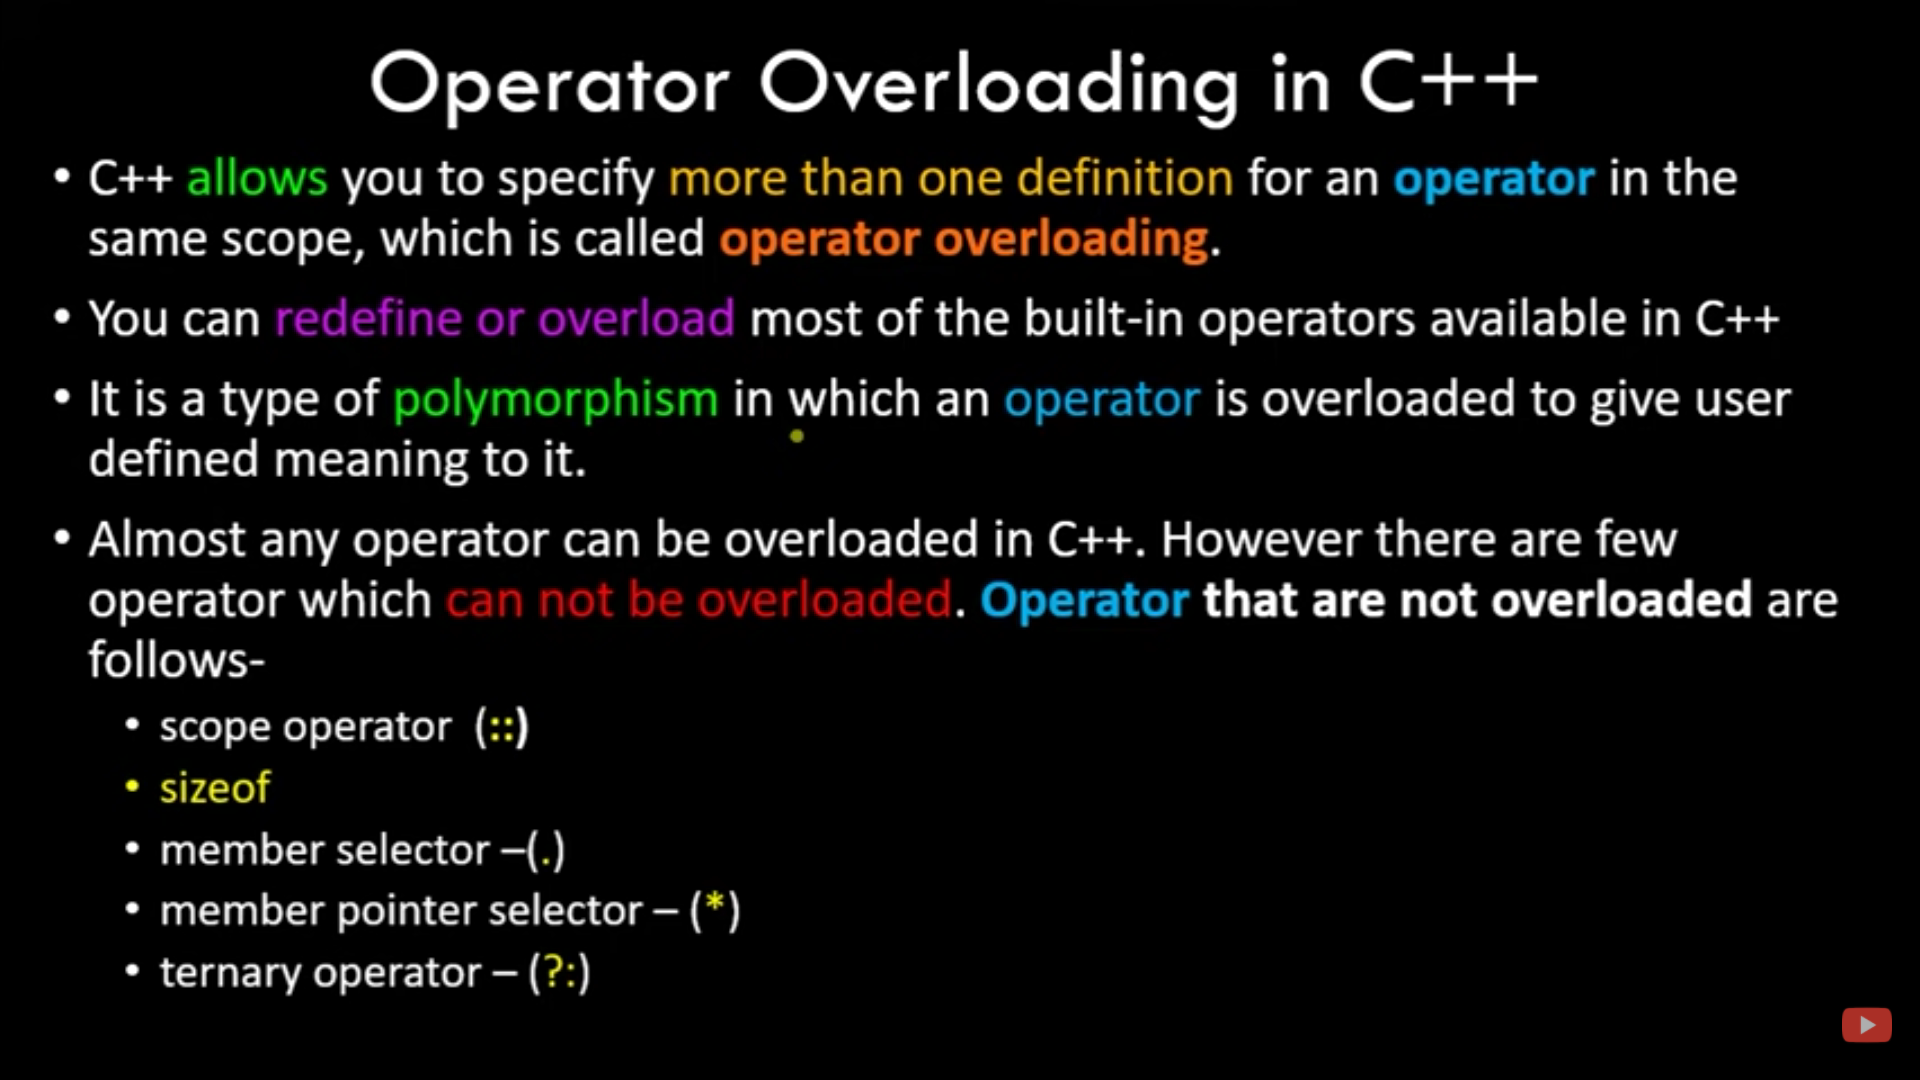 Operator Overloading in C++
• C++ allows you to specify more than one definition for an operator in the
same scope, which is called operator overloading.
• You can redefine or overload most of the built-in operators available in C++
• It is a type of polymorphism in which an operator is overloaded to give user
defined meaning to it.
• Almost any operator can be overloaded in C++. However there are few
operator which can not be overloaded. Operator that are not overloaded are
follows-
• scope operator (::)
• sizeof
• member selector –(.)
• member pointer selector – (*)
• ternary operator – (?:)